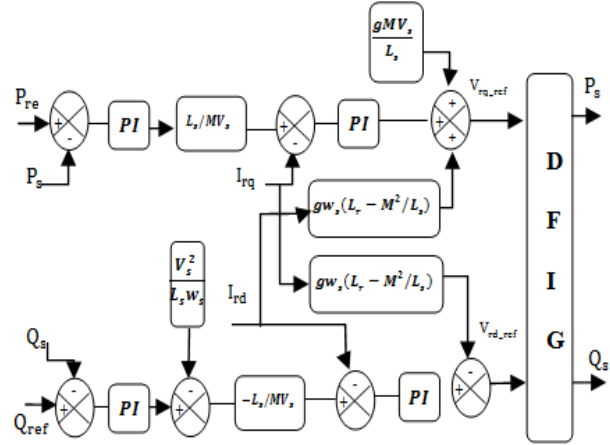 gMV_s
L_s
P_re
+
-
PI
L_s/MV_s
+
-
PI
+
+
+
V_rq_ref
P_s
P_s
I_rq
gw_s(L_r − M²/L_s)
D
F
I
G
V_s²
L_s w_s
I_rd
gw_s(L_r − M²/L_s)
V_rd_ref
Q_s
Q_s
-
+
Q_ref
PI
-
+
−L_s/MV_s
-
+
PI
-
+